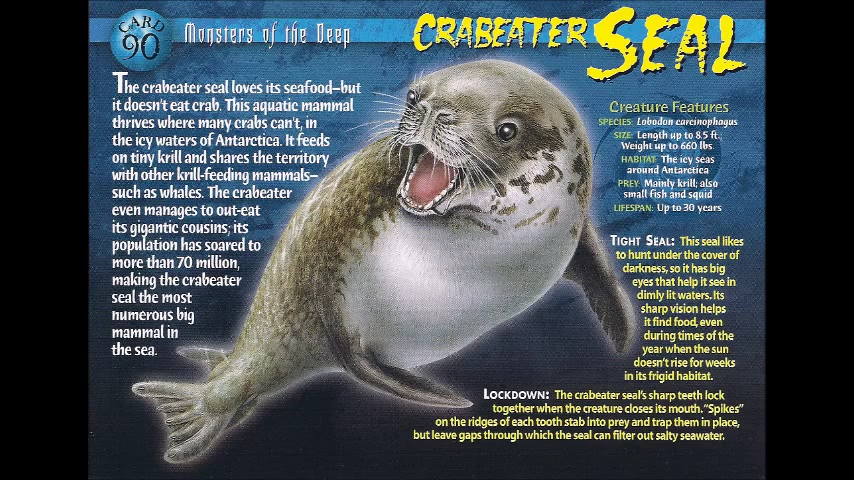 CARD
90
Monsters of the Deep
CRABEATER SEAL
The crabeater seal loves its seafood—but
it doesn't eat crab. This aquatic mammal
thrives where many crabs can't, in
the icy waters of Antarctica. It feeds
on tiny krill and shares the territory
with other krill-feeding mammals—
such as whales. The crabeater
even manages to out-eat
its gigantic cousins; its
population has soared to
more than 70 million,
making the crabeater
seal the most
numerous big
mammal in
the sea.
Creature Features
SPECIES: Lobodon carcinophagus
SIZE: Length up to 8.5 ft.;
Weight up to 660 lbs.
HABITAT: The icy seas
around Antarctica
PREY: Mainly krill; also
small fish and squid
LIFESPAN: Up to 30 years
TIGHT SEAL: This seal likes
to hunt under the cover of
darkness, so it has big
eyes that help it see in
dimly lit waters. Its
sharp vision helps
it find food, even
during times of the
year when the sun
doesn't rise for weeks
in its frigid habitat.
LOCKDOWN: The crabeater seal's sharp teeth lock
together when the creature closes its mouth. "Spikes"
on the ridges of each tooth stab into prey and trap them in place,
but leave gaps through which the seal can filter out salty seawater.